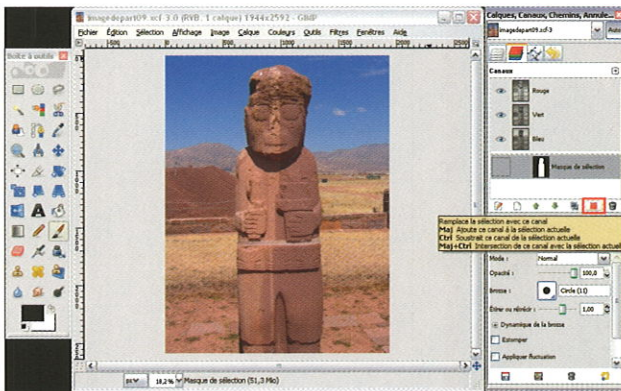 imagedepart09.xcf-3.0 (RVB, 1 calque) 1944x2592 - GIMP
Fichier Édition Sélection Affichage Image Calque Couleurs Outils Filtres Fenêtres Aide
Boîte à outils
px 18,2 % Masque de sélection (51,3 Mio)
Calques, Canaux, Chemins, Annule...
imagedepart09.xcf-3 Auto
Canaux
Rouge
Vert
Bleu
Masque de sélection
Remplace la sélection avec ce canal
Maj Ajoute ce canal à la sélection actuelle
Ctrl Soustrait ce canal de la sélection actuelle
Maj+Ctrl Intersection de ce canal avec la sélection actuelle
Mode : Normal
Opacité : 100,0
Brosse : Circle (11)
Étirer ou rétrécir : 1,00
Dynamique de la brosse
Estomper
Appliquer fluctuation